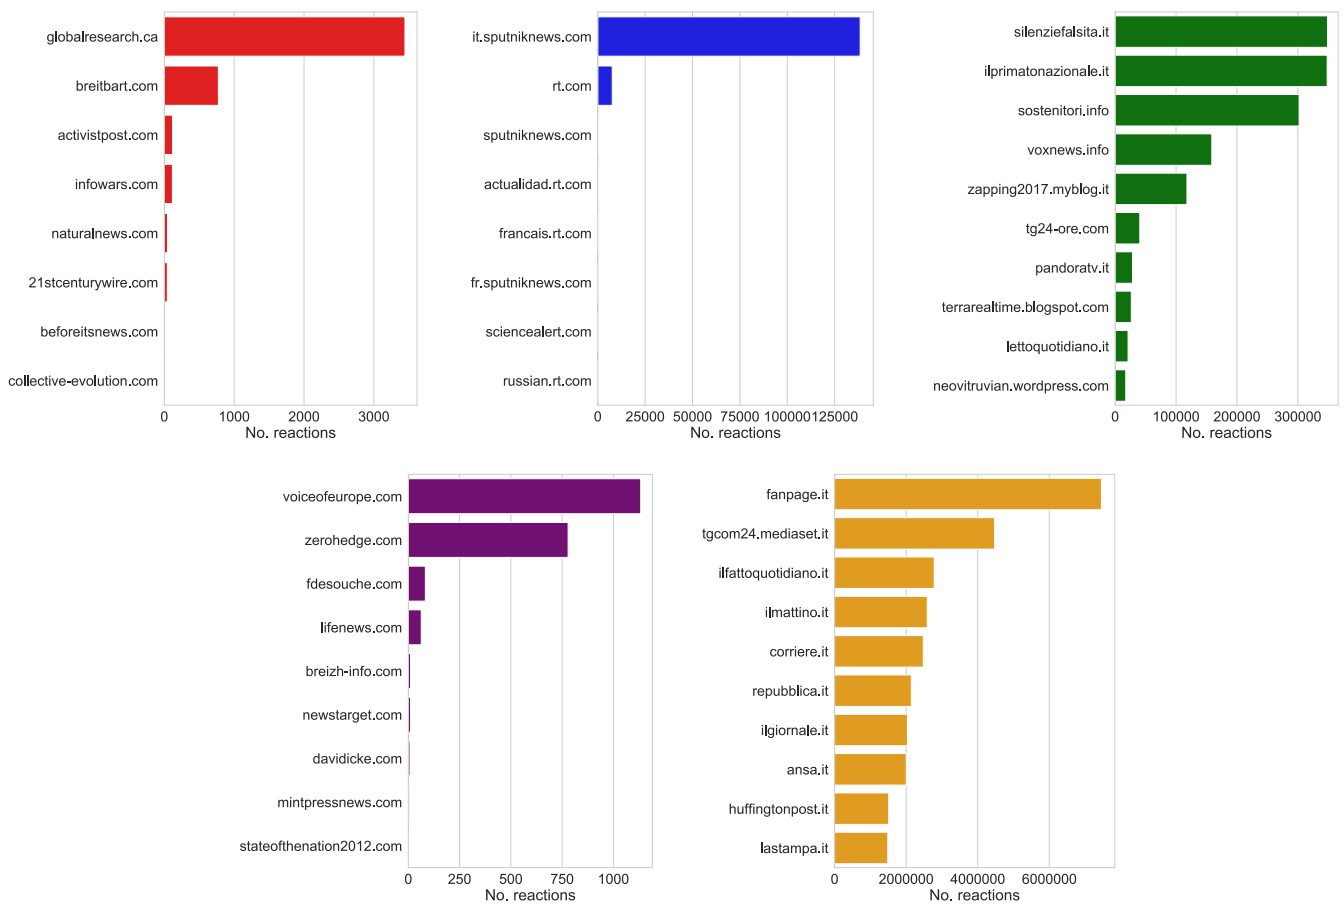 globalresearch.ca
breitbart.com
activistpost.com
infowars.com
naturalnews.com
21stcenturywire.com
beforeitsnews.com
collective-evolution.com
0 1000 2000 3000
No. reactions
it.sputniknews.com
rt.com
sputniknews.com
actualidad.rt.com
francais.rt.com
fr.sputniknews.com
sciencealert.com
russian.rt.com
0 25000 50000 75000 100000 125000
No. reactions
silenziefalsita.it
ilprimatonazionale.it
sostenitori.info
voxnews.info
zapping2017.myblog.it
tg24-ore.com
pandoratv.it
terrarealtime.blogspot.com
lettoquotidiano.it
neovitruvian.wordpress.com
0 100000 200000 300000
No. reactions
voiceofeurope.com
zerohedge.com
fdesouche.com
lifenews.com
breizh-info.com
newstarget.com
davidicke.com
mintpressnews.com
stateofthenation2012.com
0 250 500 750 1000
No. reactions
fanpage.it
tgcom24.mediaset.it
ilfattoquotidiano.it
ilmattino.it
corriere.it
repubblica.it
ilgiornale.it
ansa.it
huffingtonpost.it
lastampa.it
0 2000000 4000000 6000000
No. reactions